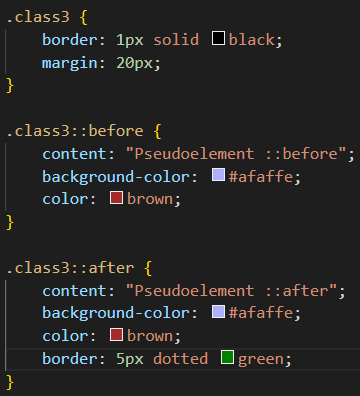 .class3 {
    border: 1px solid black;
    margin: 20px;
}

.class3::before {
    content: "Pseudoelement ::before";
    background-color: #afaffe;
    color: brown;
}

.class3::after {
    content: "Pseudoelement ::after";
    background-color: #afaffe;
    color: brown;
    border: 5px dotted green;
}